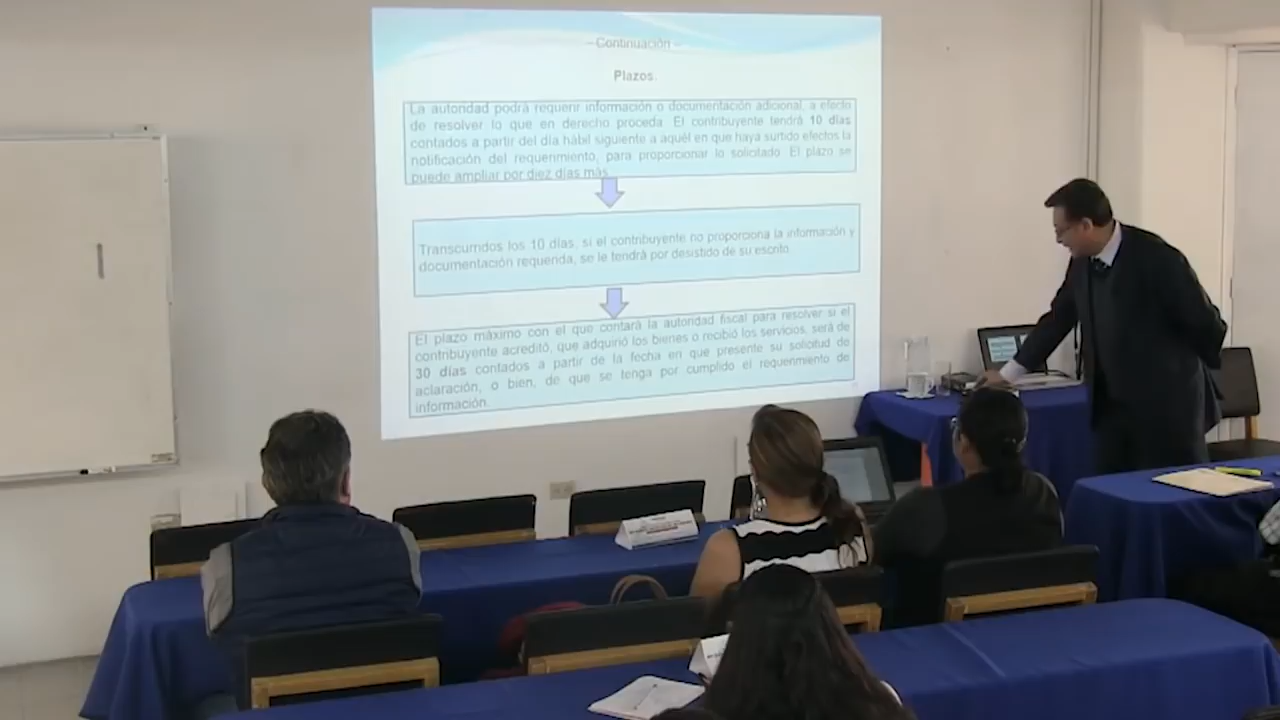 – Continuación –
Plazos.
La autoridad podrá requerir información o documentación adicional, a efecto
de resolver lo que en derecho proceda. El contribuyente tendrá 10 días
contados a partir del día hábil siguiente a aquél en que haya surtido efectos la
notificación del requerimiento, para proporcionar lo solicitado. El plazo se
puede ampliar por diez días más.
Transcurridos los 10 días, si el contribuyente no proporciona la información y
documentación requerida, se le tendrá por desistido de su escrito.
El plazo máximo con el que contará la autoridad fiscal para resolver si el
contribuyente acreditó, que adquirió los bienes o recibió los servicios, será de
30 días contados a partir de la fecha en que presente su solicitud de
aclaración, o bien, de que se tenga por cumplido el requerimiento de
información.